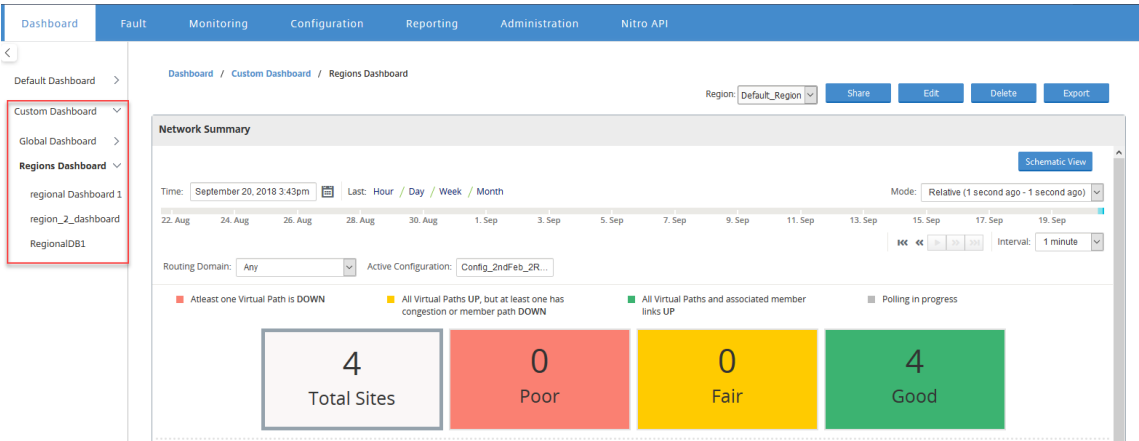 Dashboard Fault Monitoring Configuration Reporting Administration Nitro API
Default Dashboard
Custom Dashboard
Global Dashboard
Regions Dashboard
regional Dashboard 1
region_2_dashboard
RegionalDB1
Dashboard / Custom Dashboard / Regions Dashboard
Region: Default_Region Share Edit Delete Export
Network Summary
Schematic View
Time: September 20, 2018 3:43pm Last: Hour / Day / Week / Month Mode: Relative (1 second ago - 1 second ago)
22. Aug 24. Aug 26. Aug 28. Aug 30. Aug 1. Sep 3. Sep 5. Sep 7. Sep 9. Sep 11. Sep 13. Sep 15. Sep 17. Sep 19. Sep
Interval: 1 minute
Routing Domain: Any Active Configuration: Config_2ndFeb_2R...
Atleast one Virtual Path is DOWN
All Virtual Paths UP, but at least one has
congestion or member path DOWN
All Virtual Paths and associated member
links UP
Polling in progress
4
Total Sites
0
Poor
0
Fair
4
Good